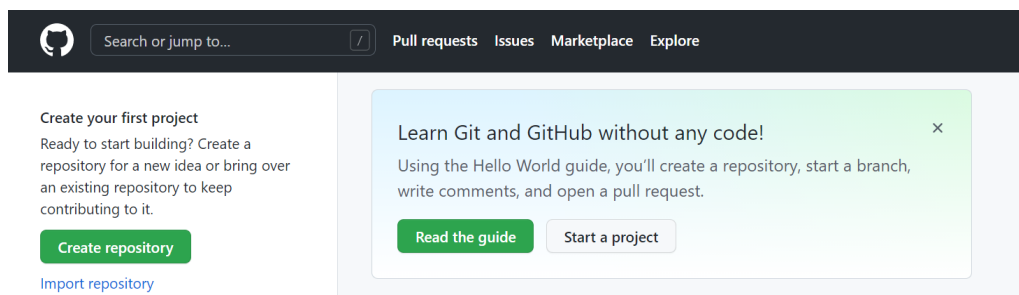 Search or jump to... /
Pull requests Issues Marketplace Explore
Create your first project
Ready to start building? Create a
repository for a new idea or bring over
an existing repository to keep
contributing to it.
Create repository
Import repository
Learn Git and GitHub without any code!
Using the Hello World guide, you’ll create a repository, start a branch,
write comments, and open a pull request.
Read the guide
Start a project